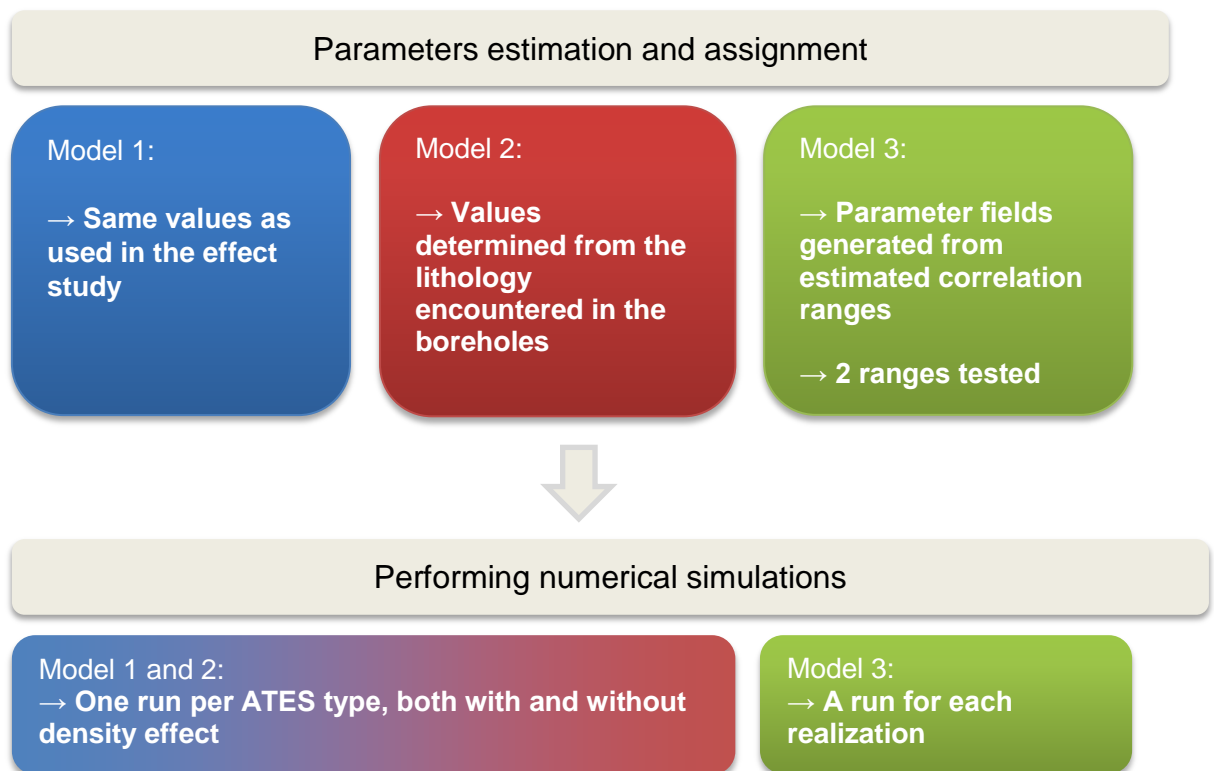 Parameters estimation and assignment
Model 1:
→ Same values as
used in the effect
study
Model 2:
→ Values
determined from the
lithology
encountered in the
boreholes
Model 3:
→ Parameter fields
generated from
estimated correlation
ranges
→ 2 ranges tested
Performing numerical simulations
Model 1 and 2:
→ One run per ATES type, both with and without
density effect
Model 3:
→ A run for each
realization